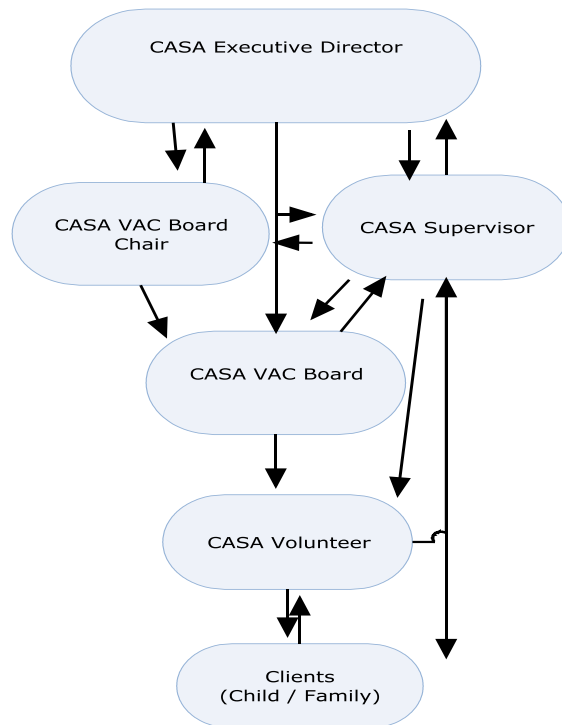 CASA Executive Director
CASA VAC Board
Chair
CASA Supervisor
CASA VAC Board
CASA Volunteer
Clients
(Child / Family)